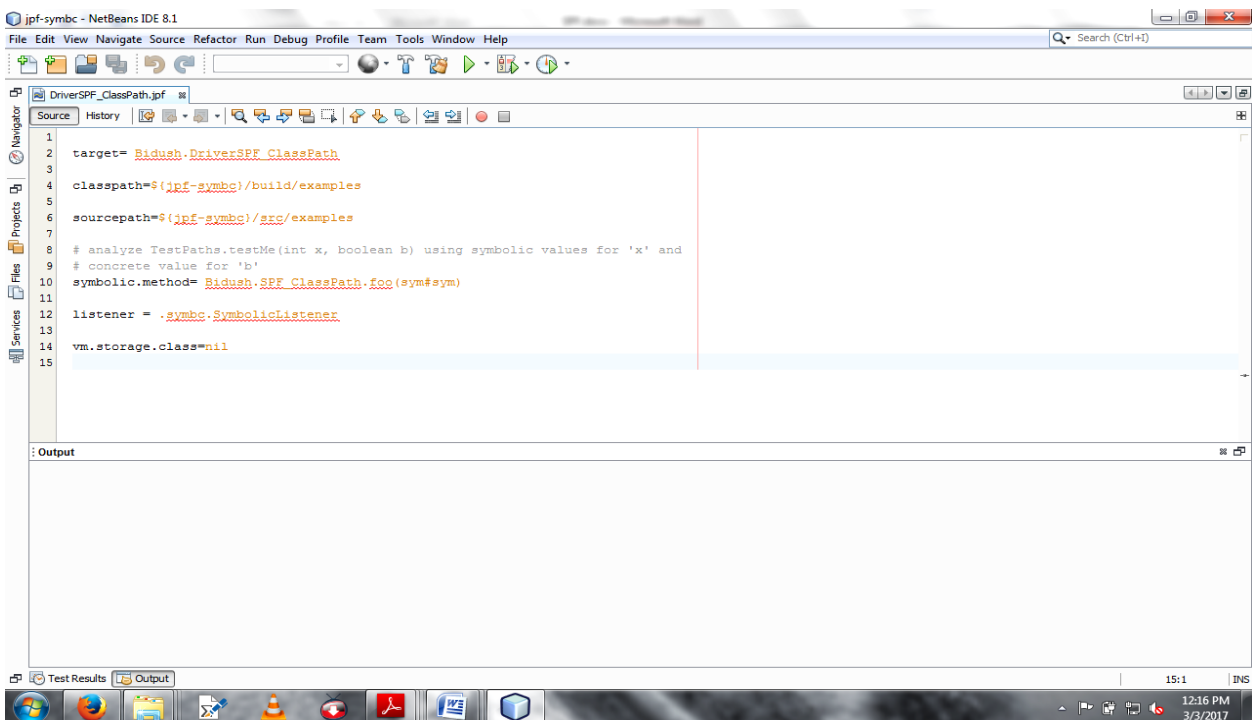 jpf-symbc - NetBeans IDE 8.1
File Edit View Navigate Source Refactor Run Debug Profile Team Tools Window Help
Search (Ctrl+I)
DriverSPF_ClassPath.jpf
Source History
Navigator
Projects
Files
Services
1
2 target= Bidush.DriverSPF_ClassPath
3
4 classpath=${jpf-symbc}/build/examples
5
6 sourcepath=${jpf-symbc}/src/examples
7
8 # analyze TestPaths.testMe(int x, boolean b) using symbolic values for 'x' and
9 # concrete value for 'b'
10 symbolic.method= Bidush.SPF_ClassPath.foo(sym#sym)
11
12 listener = .symbc.SymbolicListener
13
14 vm.storage.class=nil
15
Output
Test Results Output
15:1 INS
12:16 PM
3/3/2017